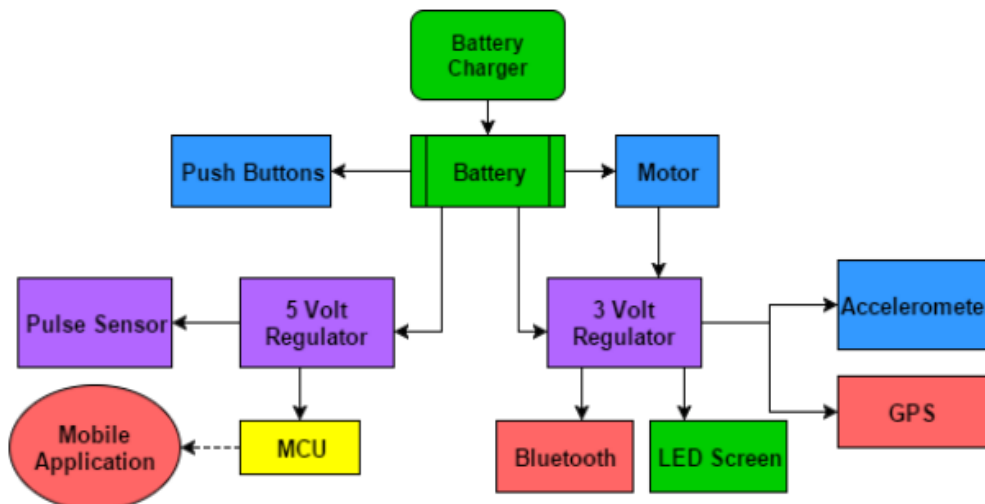 Battery
Charger
Push Buttons
Battery
Motor
Pulse Sensor
5 Volt
Regulator
3 Volt
Regulator
Acceleromete
GPS
Mobile
Application
MCU
Bluetooth
LED Screen